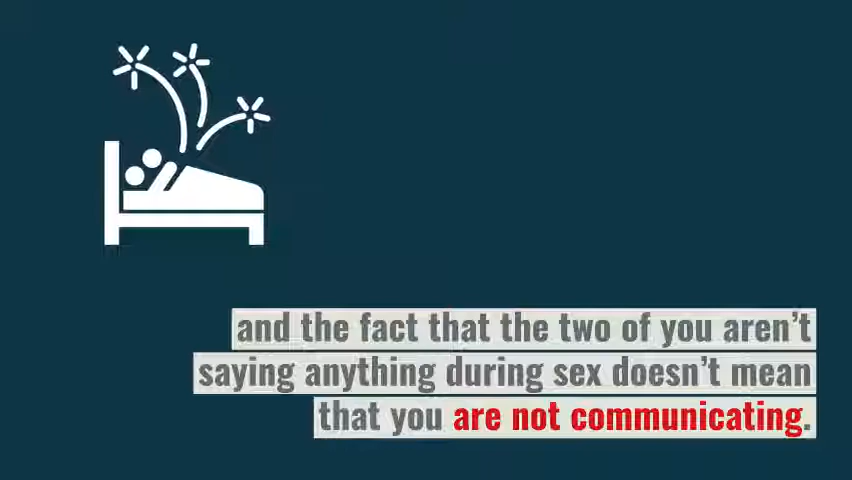 and the fact that the two of you aren’t
saying anything during sex doesn’t mean
that you are not communicating.